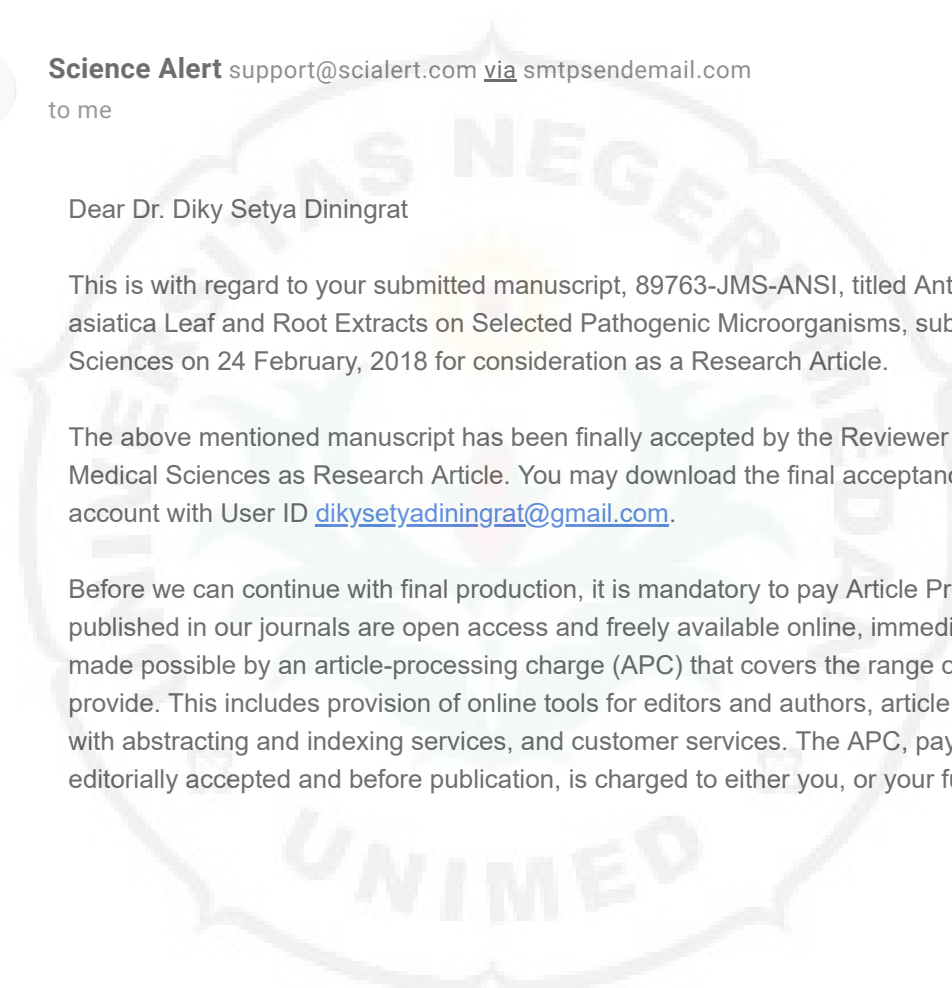 Science Alert support@scialert.com via smtpsendemail.com
to me
Dear Dr. Diky Setya Diningrat
This is with regard to your submitted manuscript, 89763-JMS-ANSI, titled Ant
asiatica Leaf and Root Extracts on Selected Pathogenic Microorganisms, sub
Sciences on 24 February, 2018 for consideration as a Research Article.
The above mentioned manuscript has been finally accepted by the Reviewer
Medical Sciences as Research Article. You may download the final acceptanc
account with User ID dikysetyadiningrat@gmail.com.
Before we can continue with final production, it is mandatory to pay Article Pr
published in our journals are open access and freely available online, immedi
made possible by an article-processing charge (APC) that covers the range o
provide. This includes provision of online tools for editors and authors, article
with abstracting and indexing services, and customer services. The APC, pay
editorially accepted and before publication, is charged to either you, or your fu
UNIVERSITAS NEGERI MEDAN
UNIMED